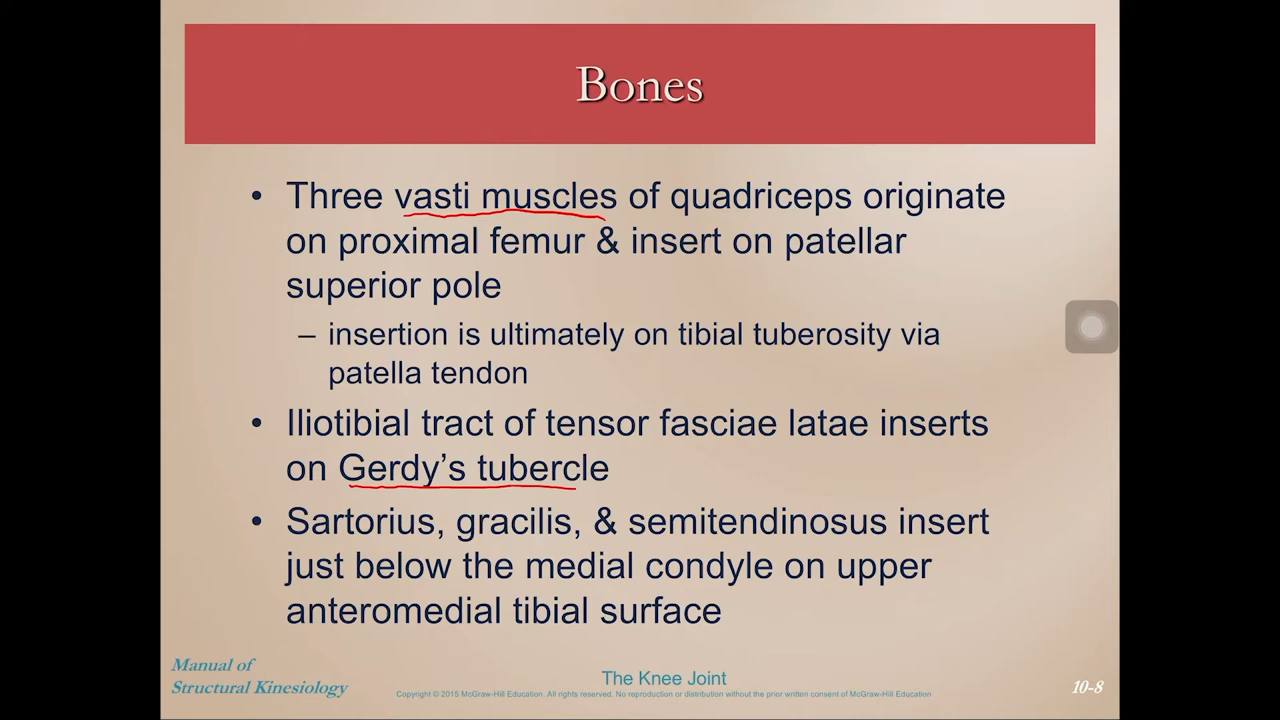 Bones
• Three vasti muscles of quadriceps originate
on proximal femur & insert on patellar
superior pole
– insertion is ultimately on tibial tuberosity via
patella tendon
• Iliotibial tract of tensor fasciae latae inserts
on Gerdy’s tubercle
• Sartorius, gracilis, & semitendinosus insert
just below the medial condyle on upper
anteromedial tibial surface
Manual of
Structural Kinesiology
The Knee Joint
Copyright © 2015 McGraw-Hill Education. All rights reserved. No reproduction or distribution without the prior written consent of McGraw-Hill Education
10-8